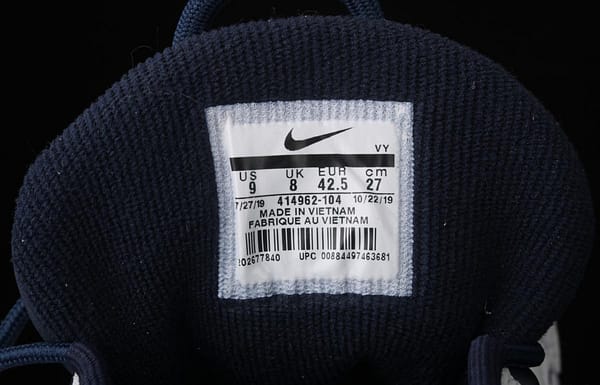 VY
US UK EUR cm
9 8 42.5 27
7/27/19 414962-104 10/22/19
MADE IN VIETNAM
FABRIQUE AU VIETNAM
202677840 UPC 00884497463681